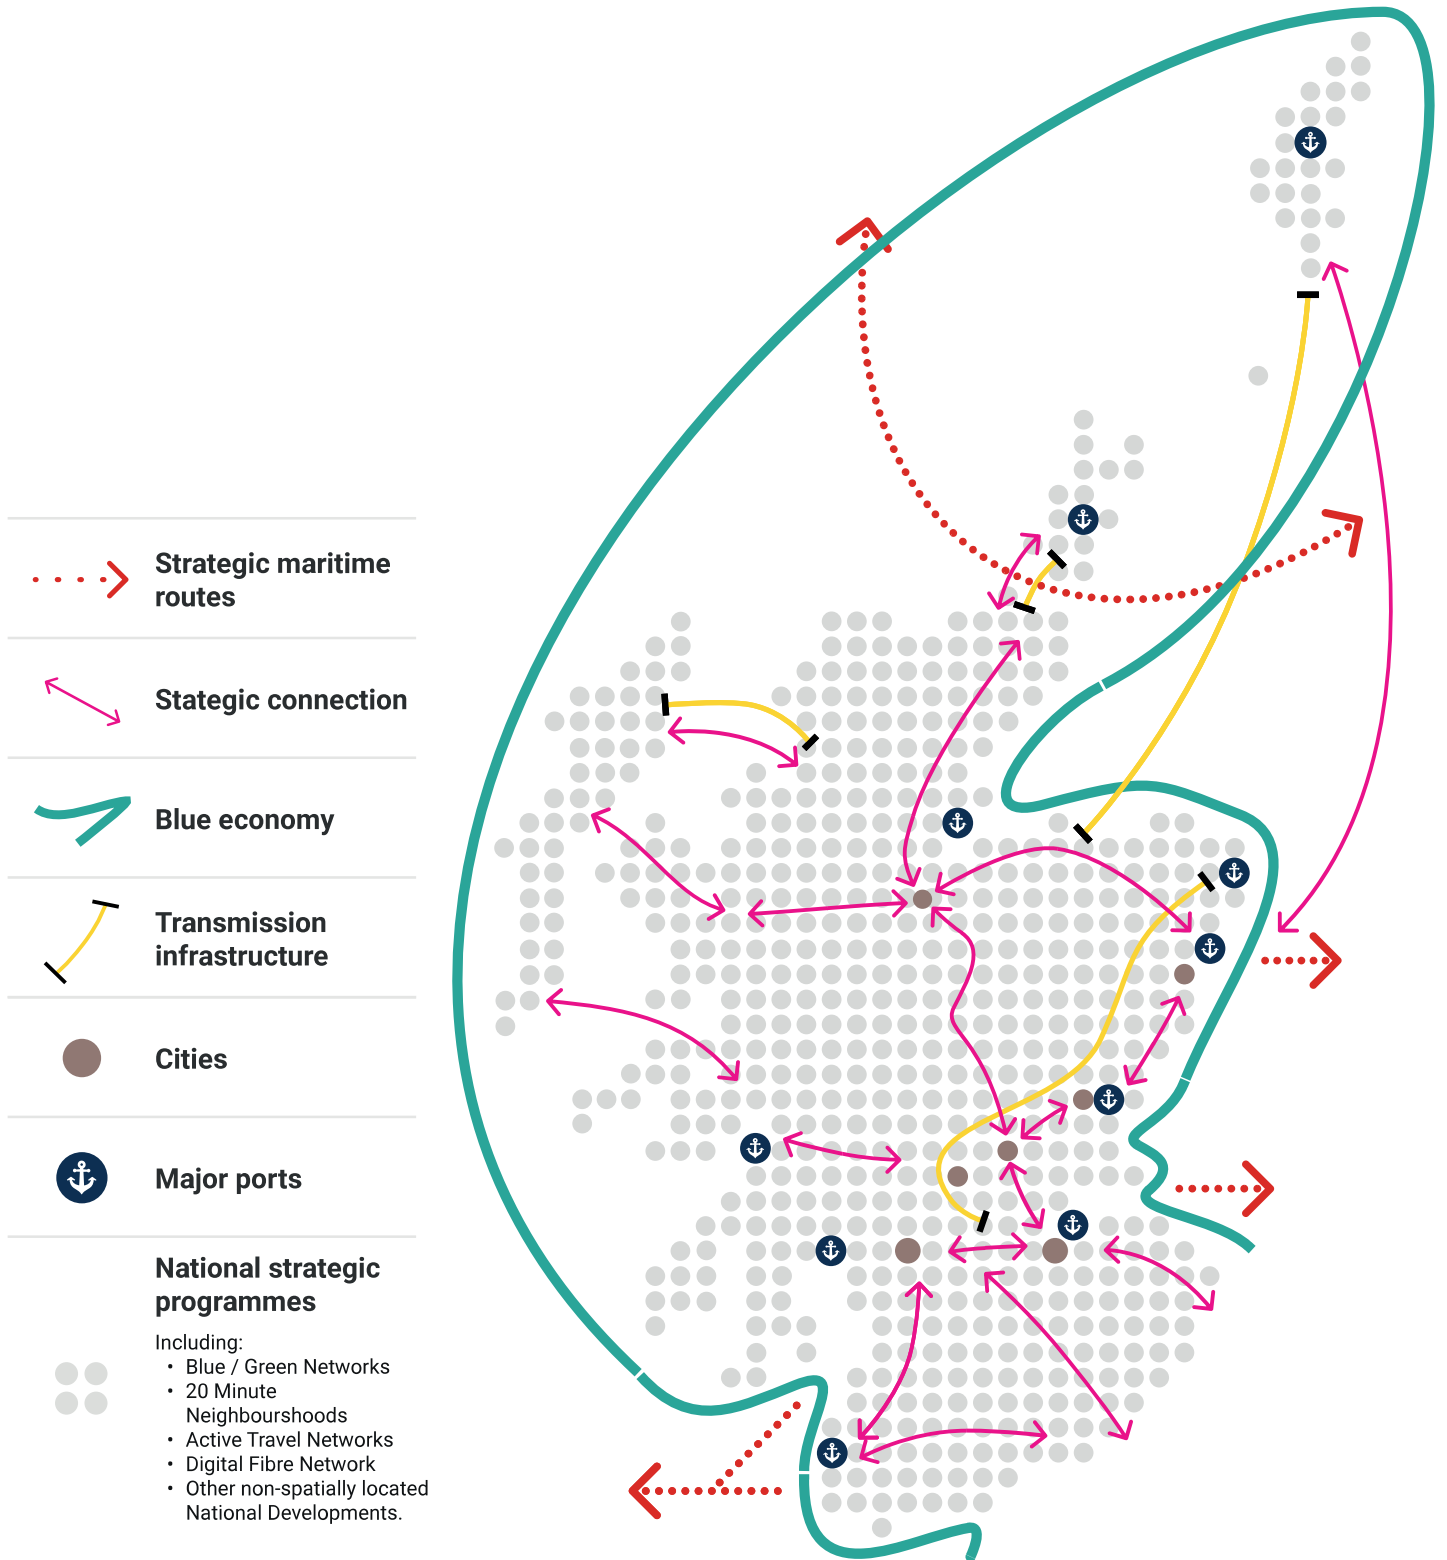 Strategic maritime
routes
Stategic connection
Blue economy
Transmission
infrastructure
Cities
Major ports
National strategic
programmes
Including:
• Blue / Green Networks
• 20 Minute
Neighbourshoods
• Active Travel Networks
• Digital Fibre Network
• Other non-spatially located
National Developments.